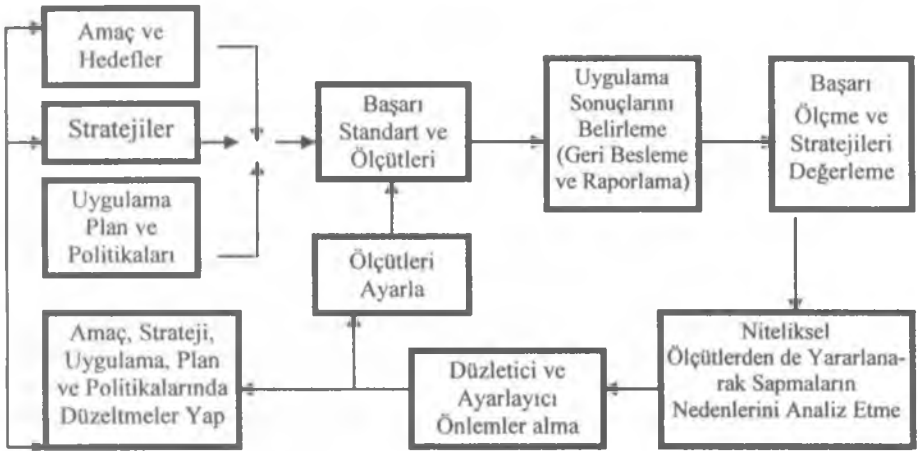 Amaç ve
Hedefler
Stratejiler
Uygulama
Plan ve
Politikaları
Başarı
Standart ve
Ölçütleri
Uygulama
Sonuçlarını
Belirleme
(Geri Besleme
ve Raporlama)
Başarı
Ölçme ve
Stratejileri
Değerleme
Ölçütleri
Ayarla
Amaç, Strateji,
Uygulama, Plan
ve Politikalarında
Düzeltmeler Yap
Düzletici ve
Ayarlayıcı
Önlemler alma
Niteliksel
Ölçütlerden de Yararlana-
rak Sapmaların
Nedenlerini Analiz Etme